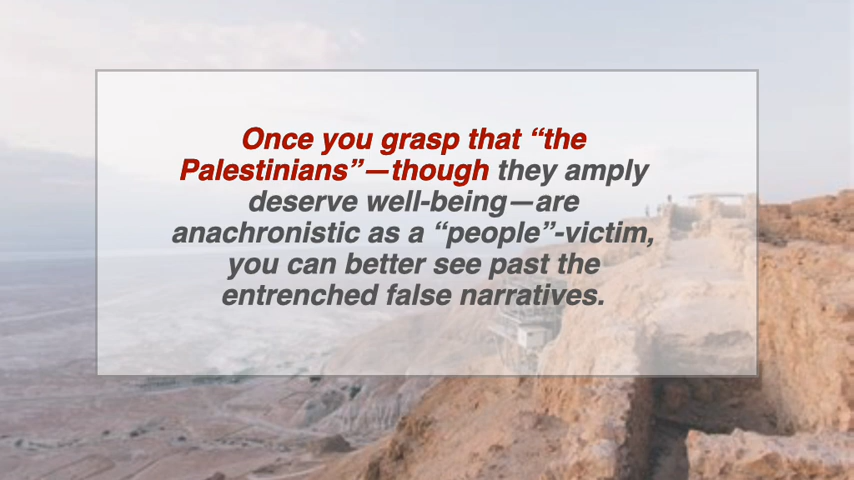 Once you grasp that “the
Palestinians”—though they amply
deserve well-being—are
anachronistic as a “people”-victim,
you can better see past the
entrenched false narratives.